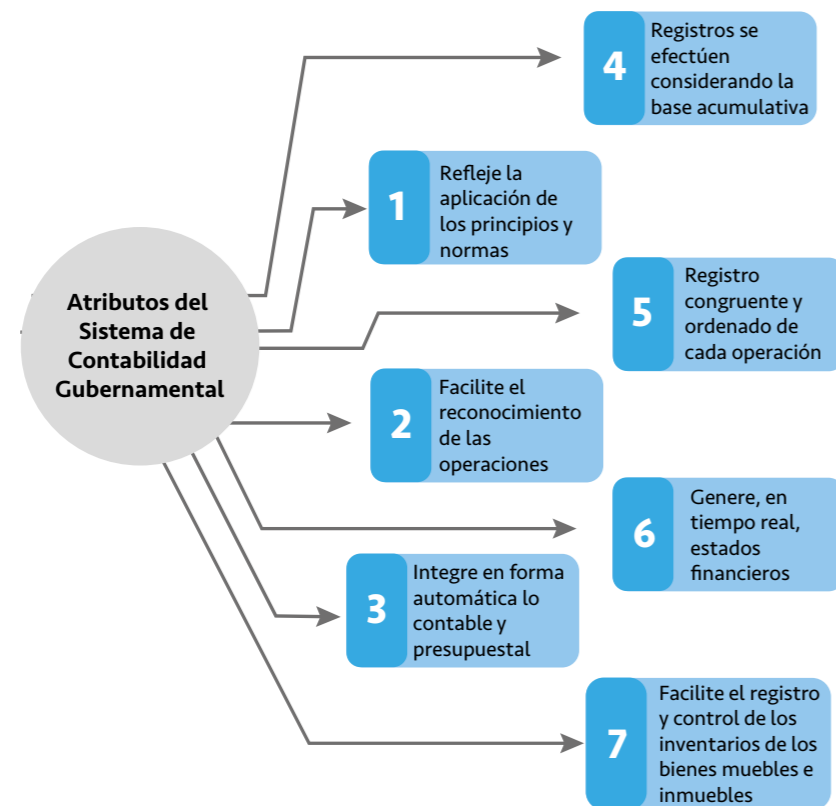 4
Registros se
efectúen
considerando la
base acumulativa
1
Refleje la
aplicación de
los principios y
normas
Atributos del
Sistema de
Contabilidad
Gubernamental
5
Registro
congruente y
ordenado de
cada operación
2
Facilite el
reconocimiento
de las
operaciones
6
Genere, en
tiempo real,
estados
financieros
3
Integre en forma
automática lo
contable y
presupuestal
7
Facilite el registro
y control de los
inventarios de los
bienes muebles e
inmuebles